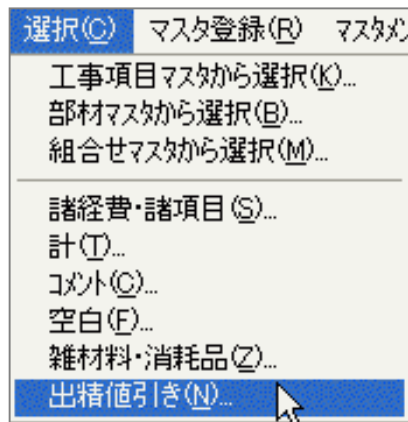 選択(C) マスタ登録(R) マスタメン
工事項目マスタから選択(K)...
部材マスタから選択(B)...
組合せマスタから選択(M)...
諸経費・諸項目(S)...
計(T)...
コメント(C)...
空白(F)...
雑材料・消耗品(Z)...
出精値引き(N)...